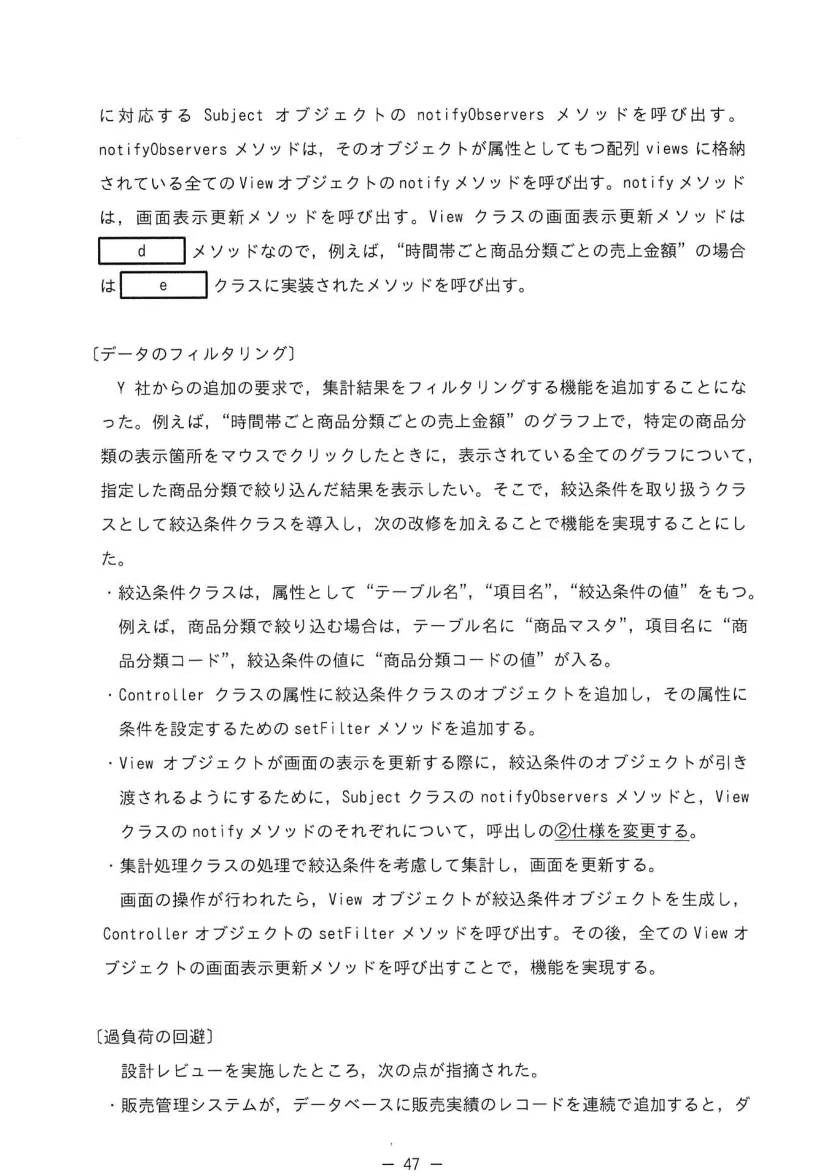 に対応する Subject オブジェクトの notifyObservers メソッドを呼び出す。
notifyObservers メソッドは，そのオブジェクトが属性としてもつ配列 views に格納
されている全ての View オブジェクトの notify メソッドを呼び出す。notify メソッド
は，画面表示更新メソッドを呼び出す。View クラスの画面表示更新メソッドは
d メソッドなので，例えば，“時間帯ごと商品分類ごとの売上金額” の場合
は e クラスに実装されたメソッドを呼び出す。
〔データのフィルタリング〕
Y 社からの追加の要求で，集計結果をフィルタリングする機能を追加することにな
った。例えば，“時間帯ごと商品分類ごとの売上金額” のグラフ上で，特定の商品分
類の表示箇所をマウスでクリックしたときに，表示されている全てのグラフについて，
指定した商品分類で絞り込んだ結果を表示したい。そこで，絞込条件を取り扱うクラ
スとして絞込条件クラスを導入し，次の改修を加えることで機能を実現することにし
た。
・絞込条件クラスは，属性として “テーブル名”，“項目名”，“絞込条件の値” をもつ。
例えば，商品分類で絞り込む場合は，テーブル名に “商品マスタ”，項目名に “商
品分類コード”，絞込条件の値に “商品分類コードの値” が入る。
・Controller クラスの属性に絞込条件クラスのオブジェクトを追加し，その属性に
条件を設定するための setFilter メソッドを追加する。
・View オブジェクトが画面の表示を更新する際に，絞込条件のオブジェクトが引き
渡されるようにするために，Subject クラスの notifyObservers メソッドと，View
クラスの notify メソッドのそれぞれについて，呼出しの②仕様を変更する。
・集計処理クラスの処理で絞込条件を考慮して集計し，画面を更新する。
画面の操作が行われたら，View オブジェクトが絞込条件オブジェクトを生成し，
Controller オブジェクトの setFilter メソッドを呼び出す。その後，全ての View オ
ブジェクトの画面表示更新メソッドを呼び出すことで，機能を実現する。
〔過負荷の回避〕
設計レビューを実施したところ，次の点が指摘された。
・販売管理システムが，データベースに販売実績のレコードを連続で追加すると，ダ
－ 47 －